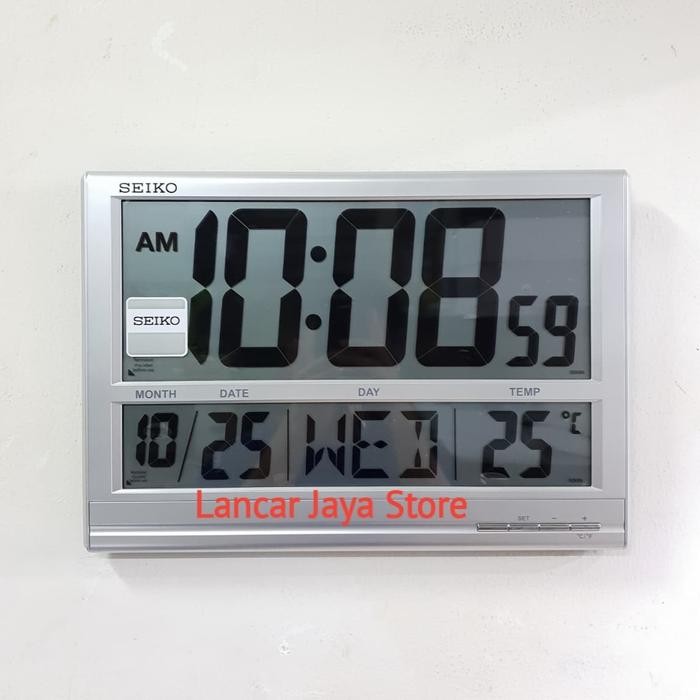 SEIKO
AM 10:08 59
SEIKO
MONTH DATE DAY TEMP
10/25 WED 25 °C
Lancar Jaya Store
SET - +
°C/°F